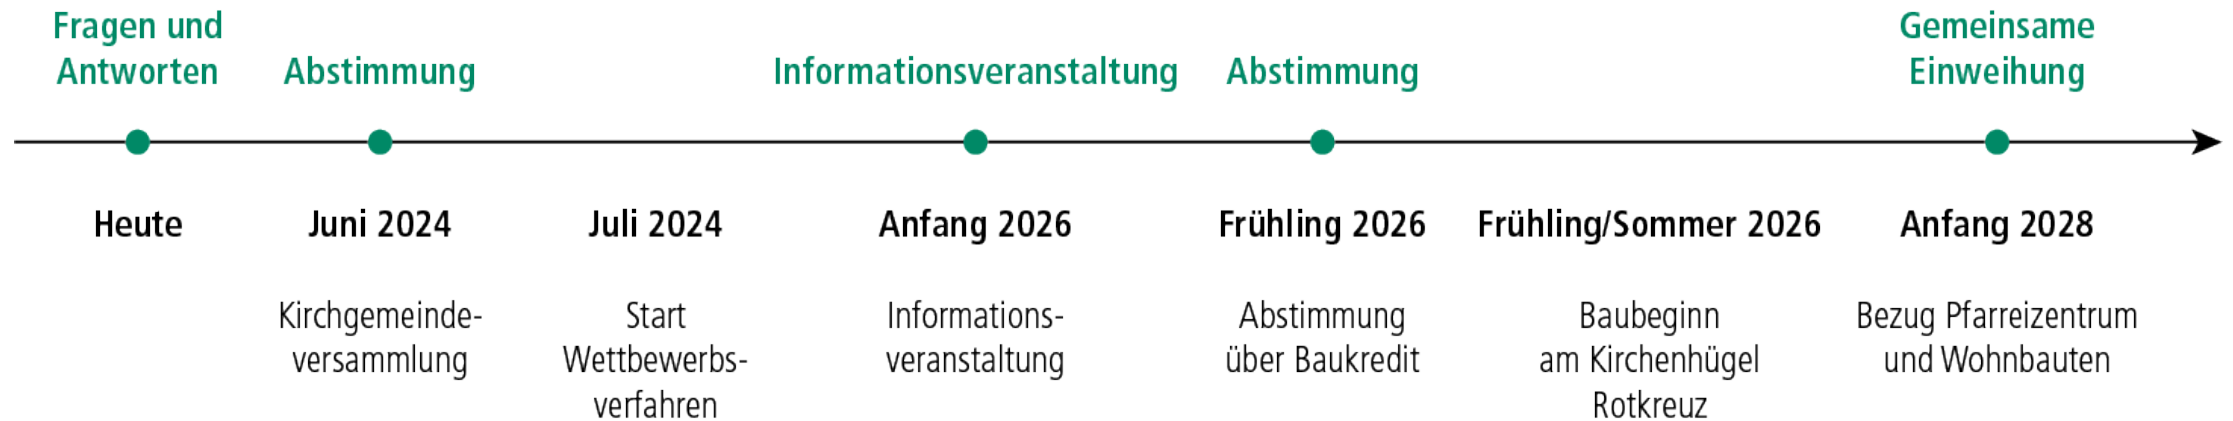 Fragen und
Antworten
Abstimmung
Informationsveranstaltung
Abstimmung
Gemeinsame
Einweihung
Heute
Juni 2024
Juli 2024
Anfang 2026
Frühling 2026
Frühling/Sommer 2026
Anfang 2028
Kirchgemeinde-
versammlung
Start
Wettbewerbs-
verfahren
Informations-
veranstaltung
Abstimmung
über Baukredit
Baubeginn
am Kirchenhügel
Rotkreuz
Bezug Pfarreizentrum
und Wohnbauten